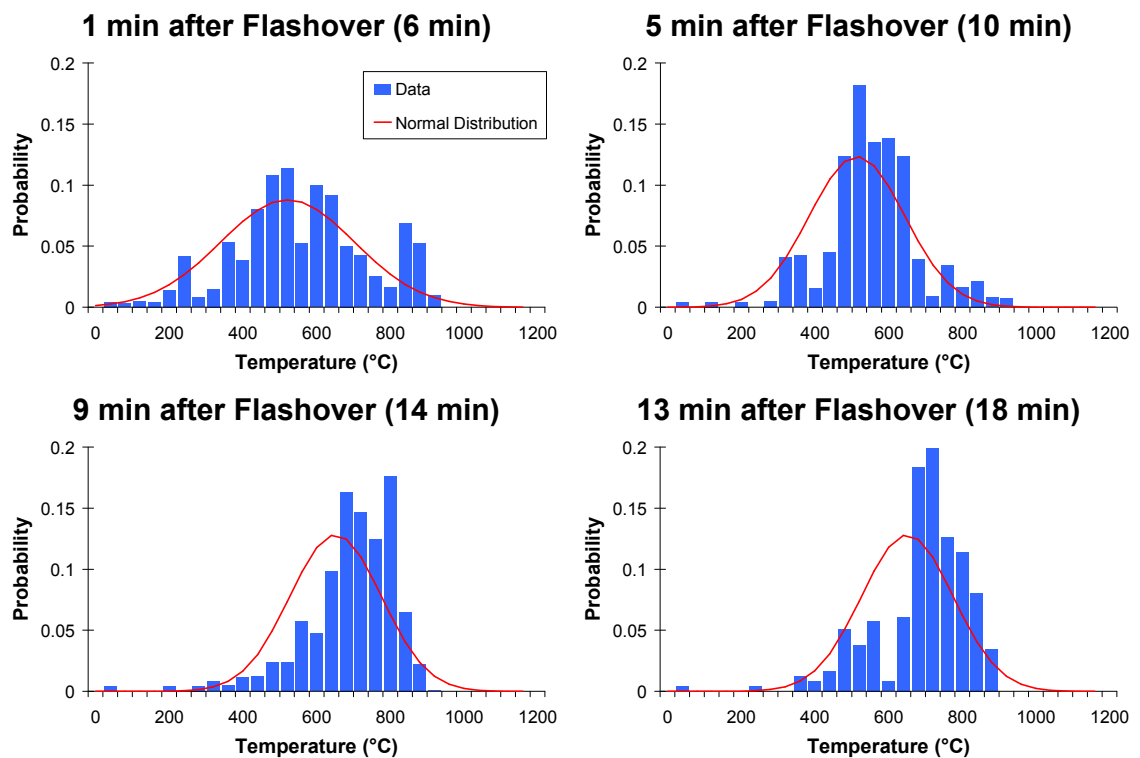 1 min after Flashover (6 min)
0.2
0.15
0.1
0.05
0
Probability
Data
Normal Distribution
0 200 400 600 800 1000 1200
Temperature (°C)
5 min after Flashover (10 min)
0.2
0.15
0.1
0.05
0
Probability
0 200 400 600 800 1000 1200
Temperature (°C)
9 min after Flashover (14 min)
0.2
0.15
0.1
0.05
0
Probability
0 200 400 600 800 1000 1200
Temperature (°C)
13 min after Flashover (18 min)
0.2
0.15
0.1
0.05
0
Probability
0 200 400 600 800 1000 1200
Temperature (°C)